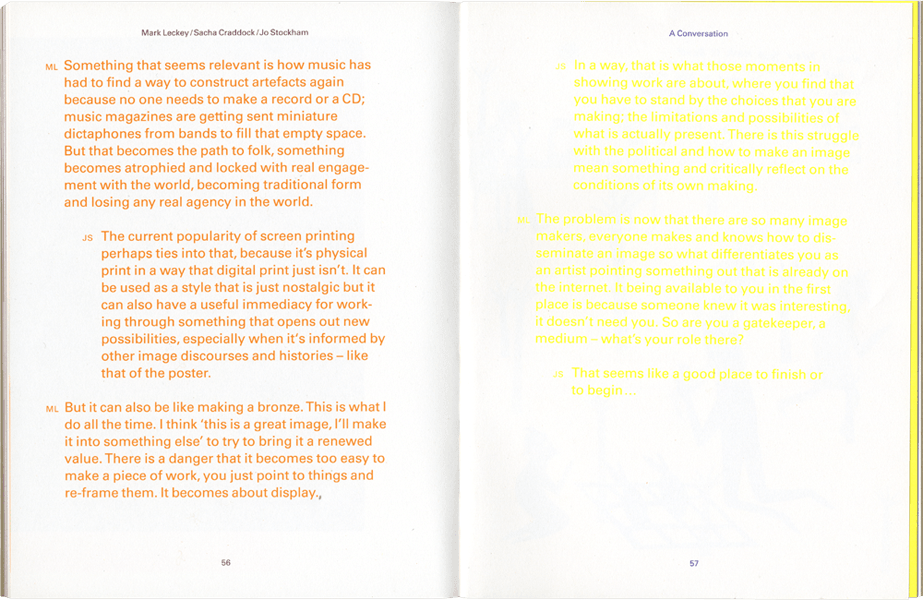 Mark Leckey/Sacha Craddock/Jo Stockham
ML Something that seems relevant is how music has
had to find a way to construct artefacts again
because no one needs to make a record or a CD;
music magazines are getting sent miniature
dictaphones from bands to fill that empty space.
But that becomes the path to folk, something
becomes atrophied and locked with real engage-
ment with the world, becoming traditional form
and losing any real agency in the world.
JS The current popularity of screen printing
perhaps ties into that, because it's physical
print in a way that digital print just isn't. It can
be used as a style that is just nostalgic but it
can also have a useful immediacy for work-
ing through something that opens out new
possibilities, especially when it's informed by
other image discourses and histories – like
that of the poster.
ML But it can also be like making a bronze. This is what I
do all the time. I think 'this is a great image, I'll make
it into something else' to try to bring it a renewed
value. There is a danger that it becomes too easy to
make a piece of work, you just point to things and
re-frame them. It becomes about display.,
56
A Conversation
JS In a way, that is what those moments in
showing work are about, where you find that
you have to stand by the choices that you are
making; the limitations and possibilities of
what is actually present. There is this struggle
with the political and how to make an image
mean something and critically reflect on the
conditions of its own making.
ML The problem is now that there are so many image
makers, everyone makes and knows how to dis-
seminate an image so what differentiates you as
an artist pointing something out that is already on
the internet. It being available to you in the first
place is because someone knew it was interesting,
it doesn't need you. So are you a gatekeeper, a
medium – what's your role there?
JS That seems like a good place to finish or
to begin...
57